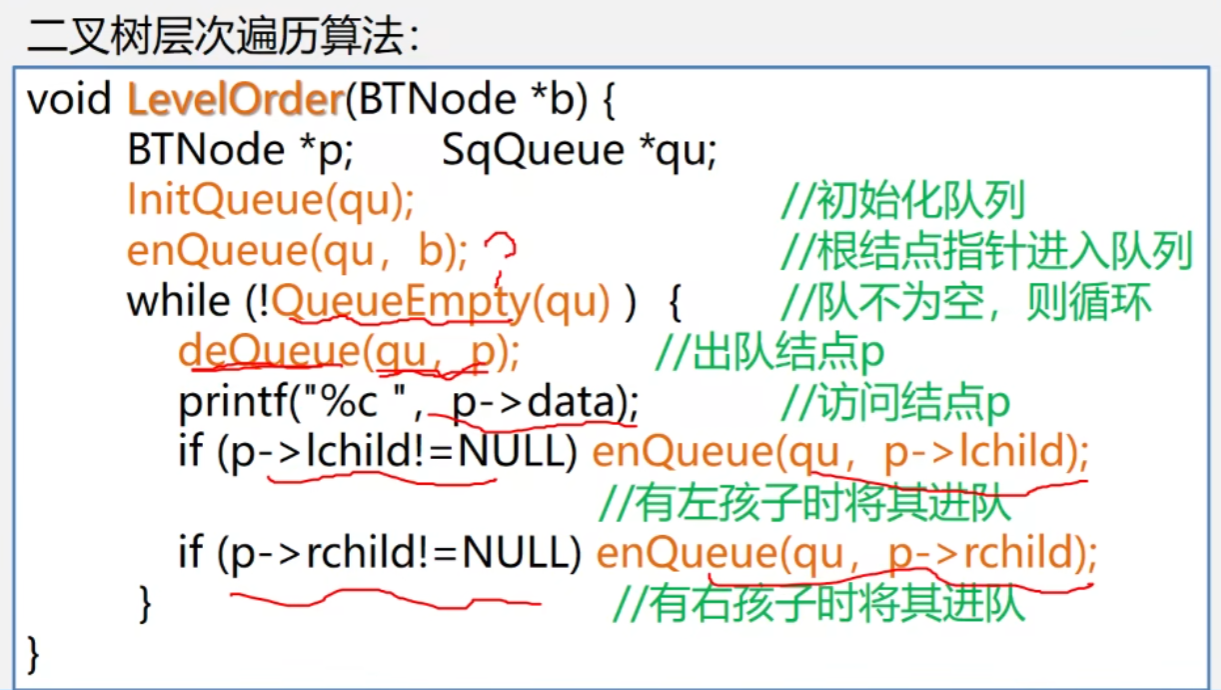 二叉树层次遍历算法：
void LevelOrder(BTNode *b) {
BTNode *p; SqQueue *qu;
InitQueue(qu); //初始化队列
enQueue(qu，b); //根结点指针进入队列
while (!QueueEmpty(qu) ) { //队不为空，则循环
deQueue(qu，p); //出队结点p
printf("%c "，p->data); //访问结点p
if (p->lchild!=NULL) enQueue(qu，p->lchild);
//有左孩子时将其进队
if (p->rchild!=NULL) enQueue(qu，p->rchild);
} //有右孩子时将其进队
}